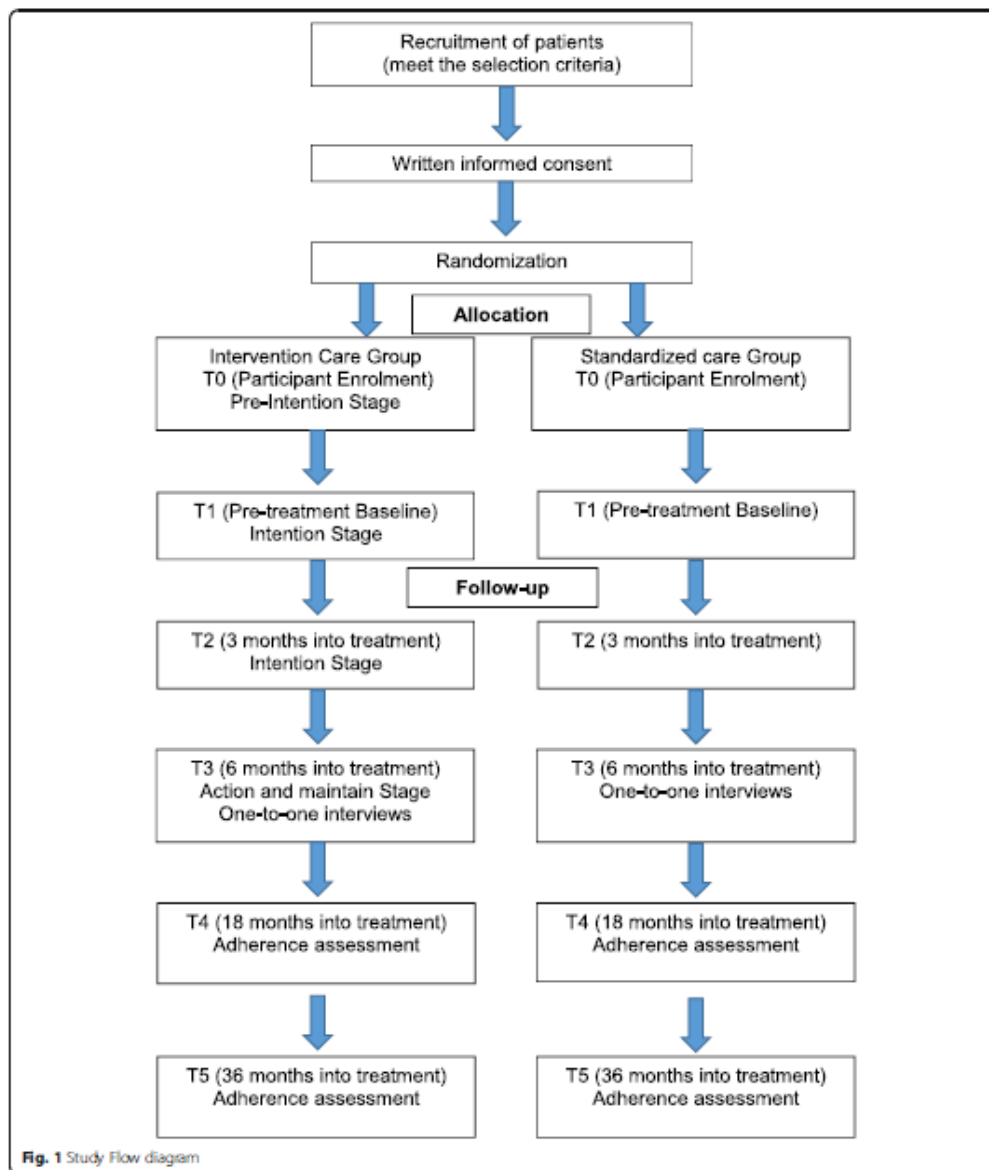 Recruitment of patients
(meet the selection criteria)
Written informed consent
Randomization
Allocation
Intervention Care Group
T0 (Participant Enrolment)
Pre-Intention Stage
Standardized care Group
T0 (Participant Enrolment)
T1 (Pre-treatment Baseline)
Intention Stage
T1 (Pre-treatment Baseline)
Follow-up
T2 (3 months into treatment)
Intention Stage
T2 (3 months into treatment)
T3 (6 months into treatment)
Action and maintain Stage
One-to-one interviews
T3 (6 months into treatment)
One-to-one interviews
T4 (18 months into treatment)
Adherence assessment
T4 (18 months into treatment)
Adherence assessment
T5 (36 months into treatment)
Adherence assessment
T5 (36 months into treatment)
Adherence assessment
Fig. 1 Study Flow diagram